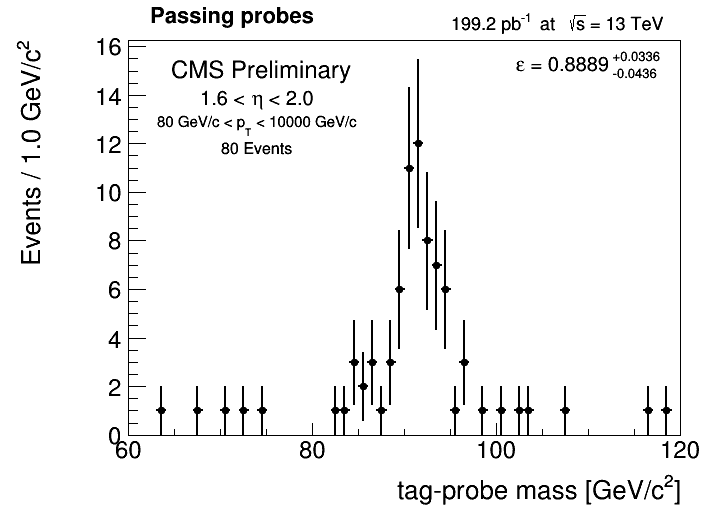 Passing probes
199.2 pb⁻¹ at √s = 13 TeV
CMS Preliminary
1.6 < η < 2.0
80 GeV/c < p_T < 10000 GeV/c
80 Events
ε = 0.8889 +0.0336 -0.0436
Events / 1.0 GeV/c²
16
14
12
10
8
6
4
2
0
60 80 100 120
tag-probe mass [GeV/c²]